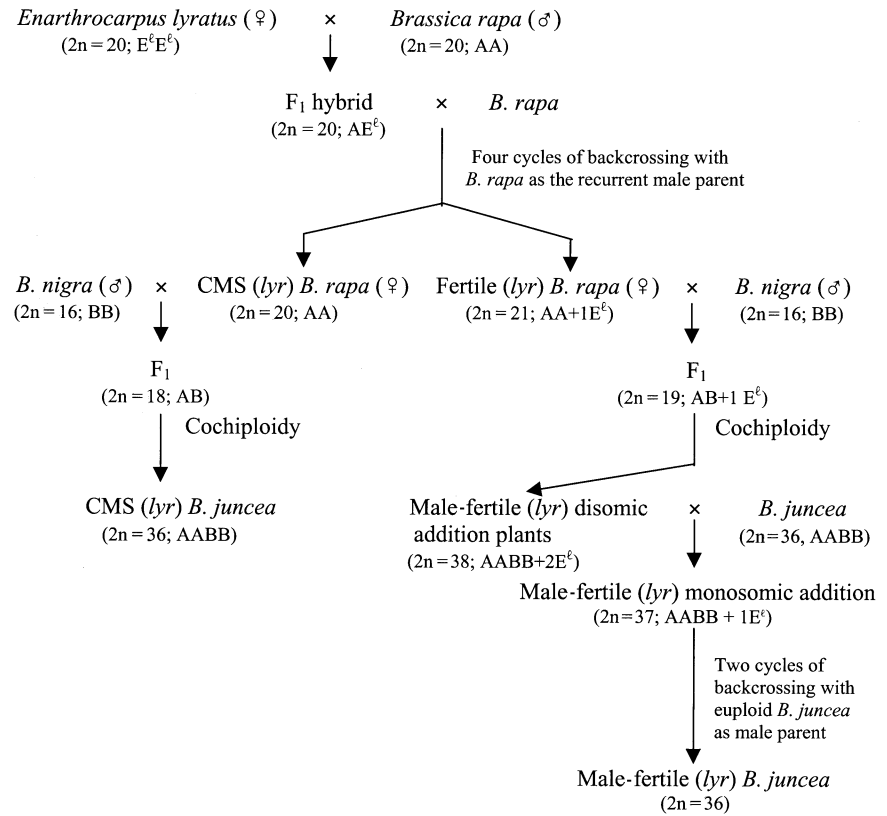 Enarthrocarpus lyratus (♀) × Brassica rapa (♂)
(2n = 20; EℓEℓ) (2n = 20; AA)
F1 hybrid × B. rapa
(2n = 20; AEℓ)
Four cycles of backcrossing with
B. rapa as the recurrent male parent
B. nigra (♂) × CMS (lyr) B. rapa (♀) Fertile (lyr) B. rapa (♀) × B. nigra (♂)
(2n = 16; BB) (2n = 20; AA) (2n = 21; AA+1Eℓ) (2n = 16; BB)
F1 F1
(2n = 18; AB) (2n = 19; AB+1 Eℓ)
Cochiploidy Cochiploidy
CMS (lyr) B. juncea
(2n = 36; AABB)
Male-fertile (lyr) disomic × B. juncea
addition plants (2n=36, AABB)
(2n=38; AABB+2Eℓ)
Male-fertile (lyr) monosomic addition
(2n=37; AABB + 1Eℓ)
Two cycles of
backcrossing with
euploid B. juncea
as male parent
Male-fertile (lyr) B. juncea
(2n=36)